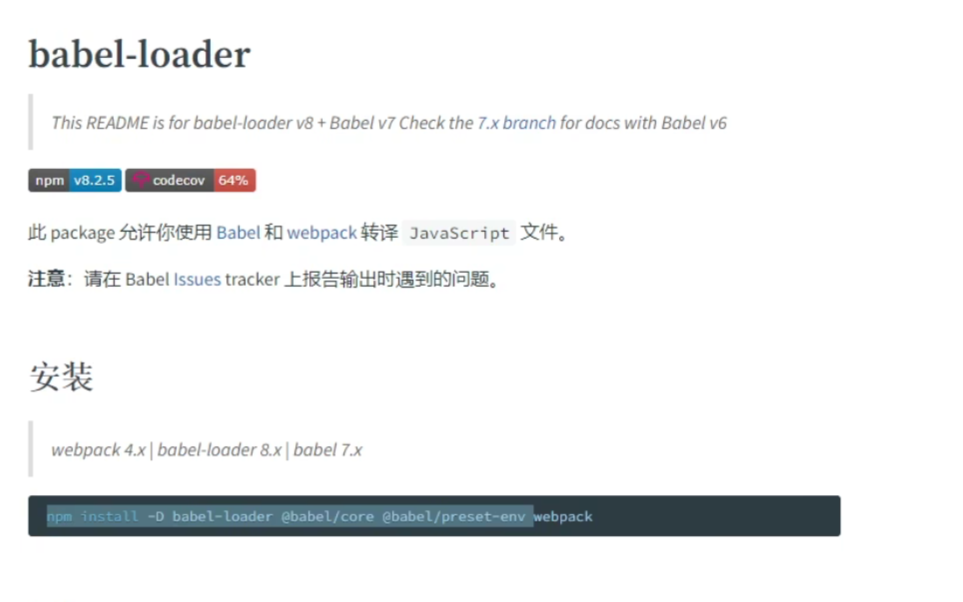 babel-loader
This README is for babel-loader v8 + Babel v7 Check the 7.x branch for docs with Babel v6
npm v8.2.5 codecov 64%
此 package 允许你使用 Babel 和 webpack 转译 JavaScript 文件。
注意：请在 Babel Issues tracker 上报告输出时遇到的问题。
安装
webpack 4.x | babel-loader 8.x | babel 7.x
npm install -D babel-loader @babel/core @babel/preset-env webpack